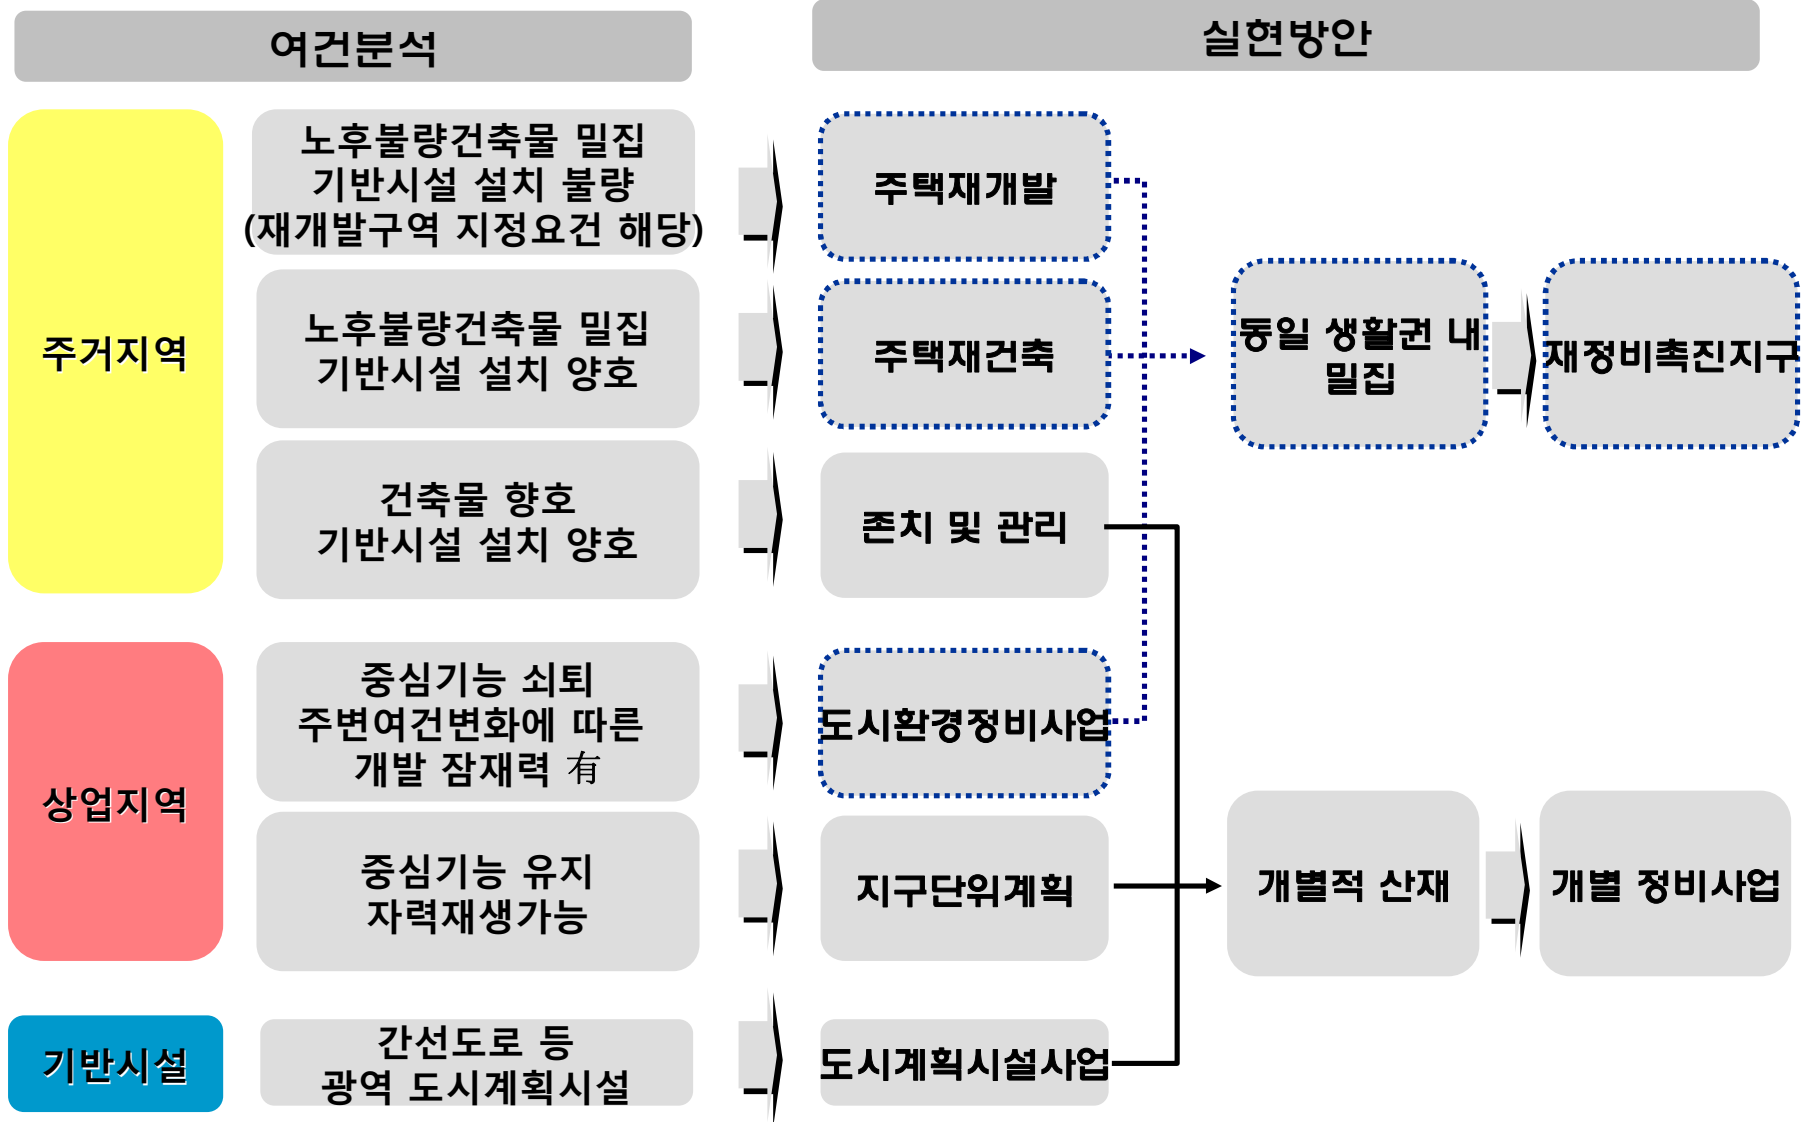 여건분석
실현방안
주거지역
노후불량건축물 밀집
기반시설 설치 불량
(재개발구역 지정요건 해당)
주택재개발
노후불량건축물 밀집
기반시설 설치 양호
주택재건축
동일 생활권 내
밀집
재정비촉진지구
건축물 향호
기반시설 설치 양호
존치 및 관리
상업지역
중심기능 쇠퇴
주변여건변화에 따른
개발 잠재력 有
도시환경정비사업
중심기능 유지
자력재생가능
지구단위계획
개별적 산재
개별 정비사업
기반시설
간선도로 등
광역 도시계획시설
도시계획시설사업